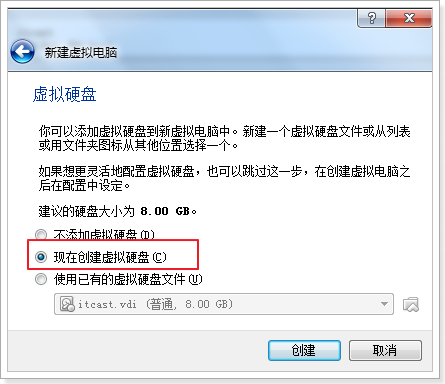 新建虚拟电脑
虚拟硬盘
你可以添加虚拟硬盘到新虚拟电脑中。新建一个虚拟硬盘文件或从列表
或用文件夹图标从其他位置选择一个。
如果想更灵活地配置虚拟硬盘，也可以跳过这一步，在创建虚拟电脑之
后在配置中设定。
建议的硬盘大小为 8.00 GB。
不添加虚拟硬盘(D)
现在创建虚拟硬盘(C)
使用已有的虚拟硬盘文件(U)
itcast.vdi (普通, 8.00 GB)
创建
取消